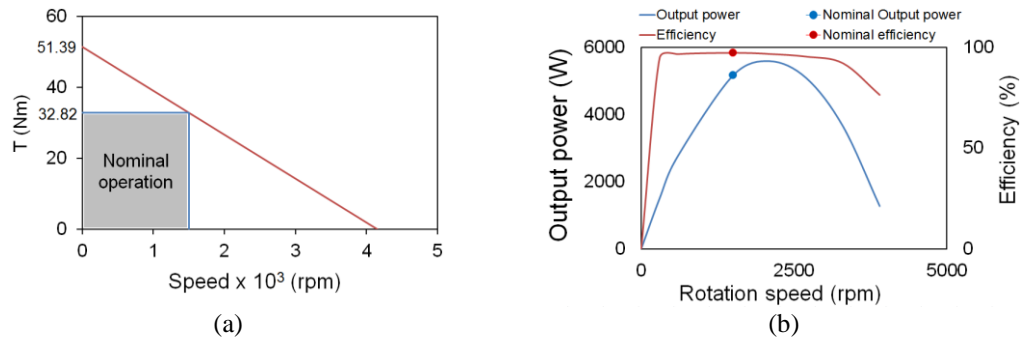 60
51.39
40
32.82
20
0
T (Nm)
Nominal
operation
0 1 2 3 4 5
Speed x 10³ (rpm)
(a)
Output power
Nominal Output power
Efficiency
Nominal efficiency
6000
4000
2000
0
Output power (W)
100
50
0
Efficiency (%)
0 2500 5000
Rotation speed (rpm)
(b)